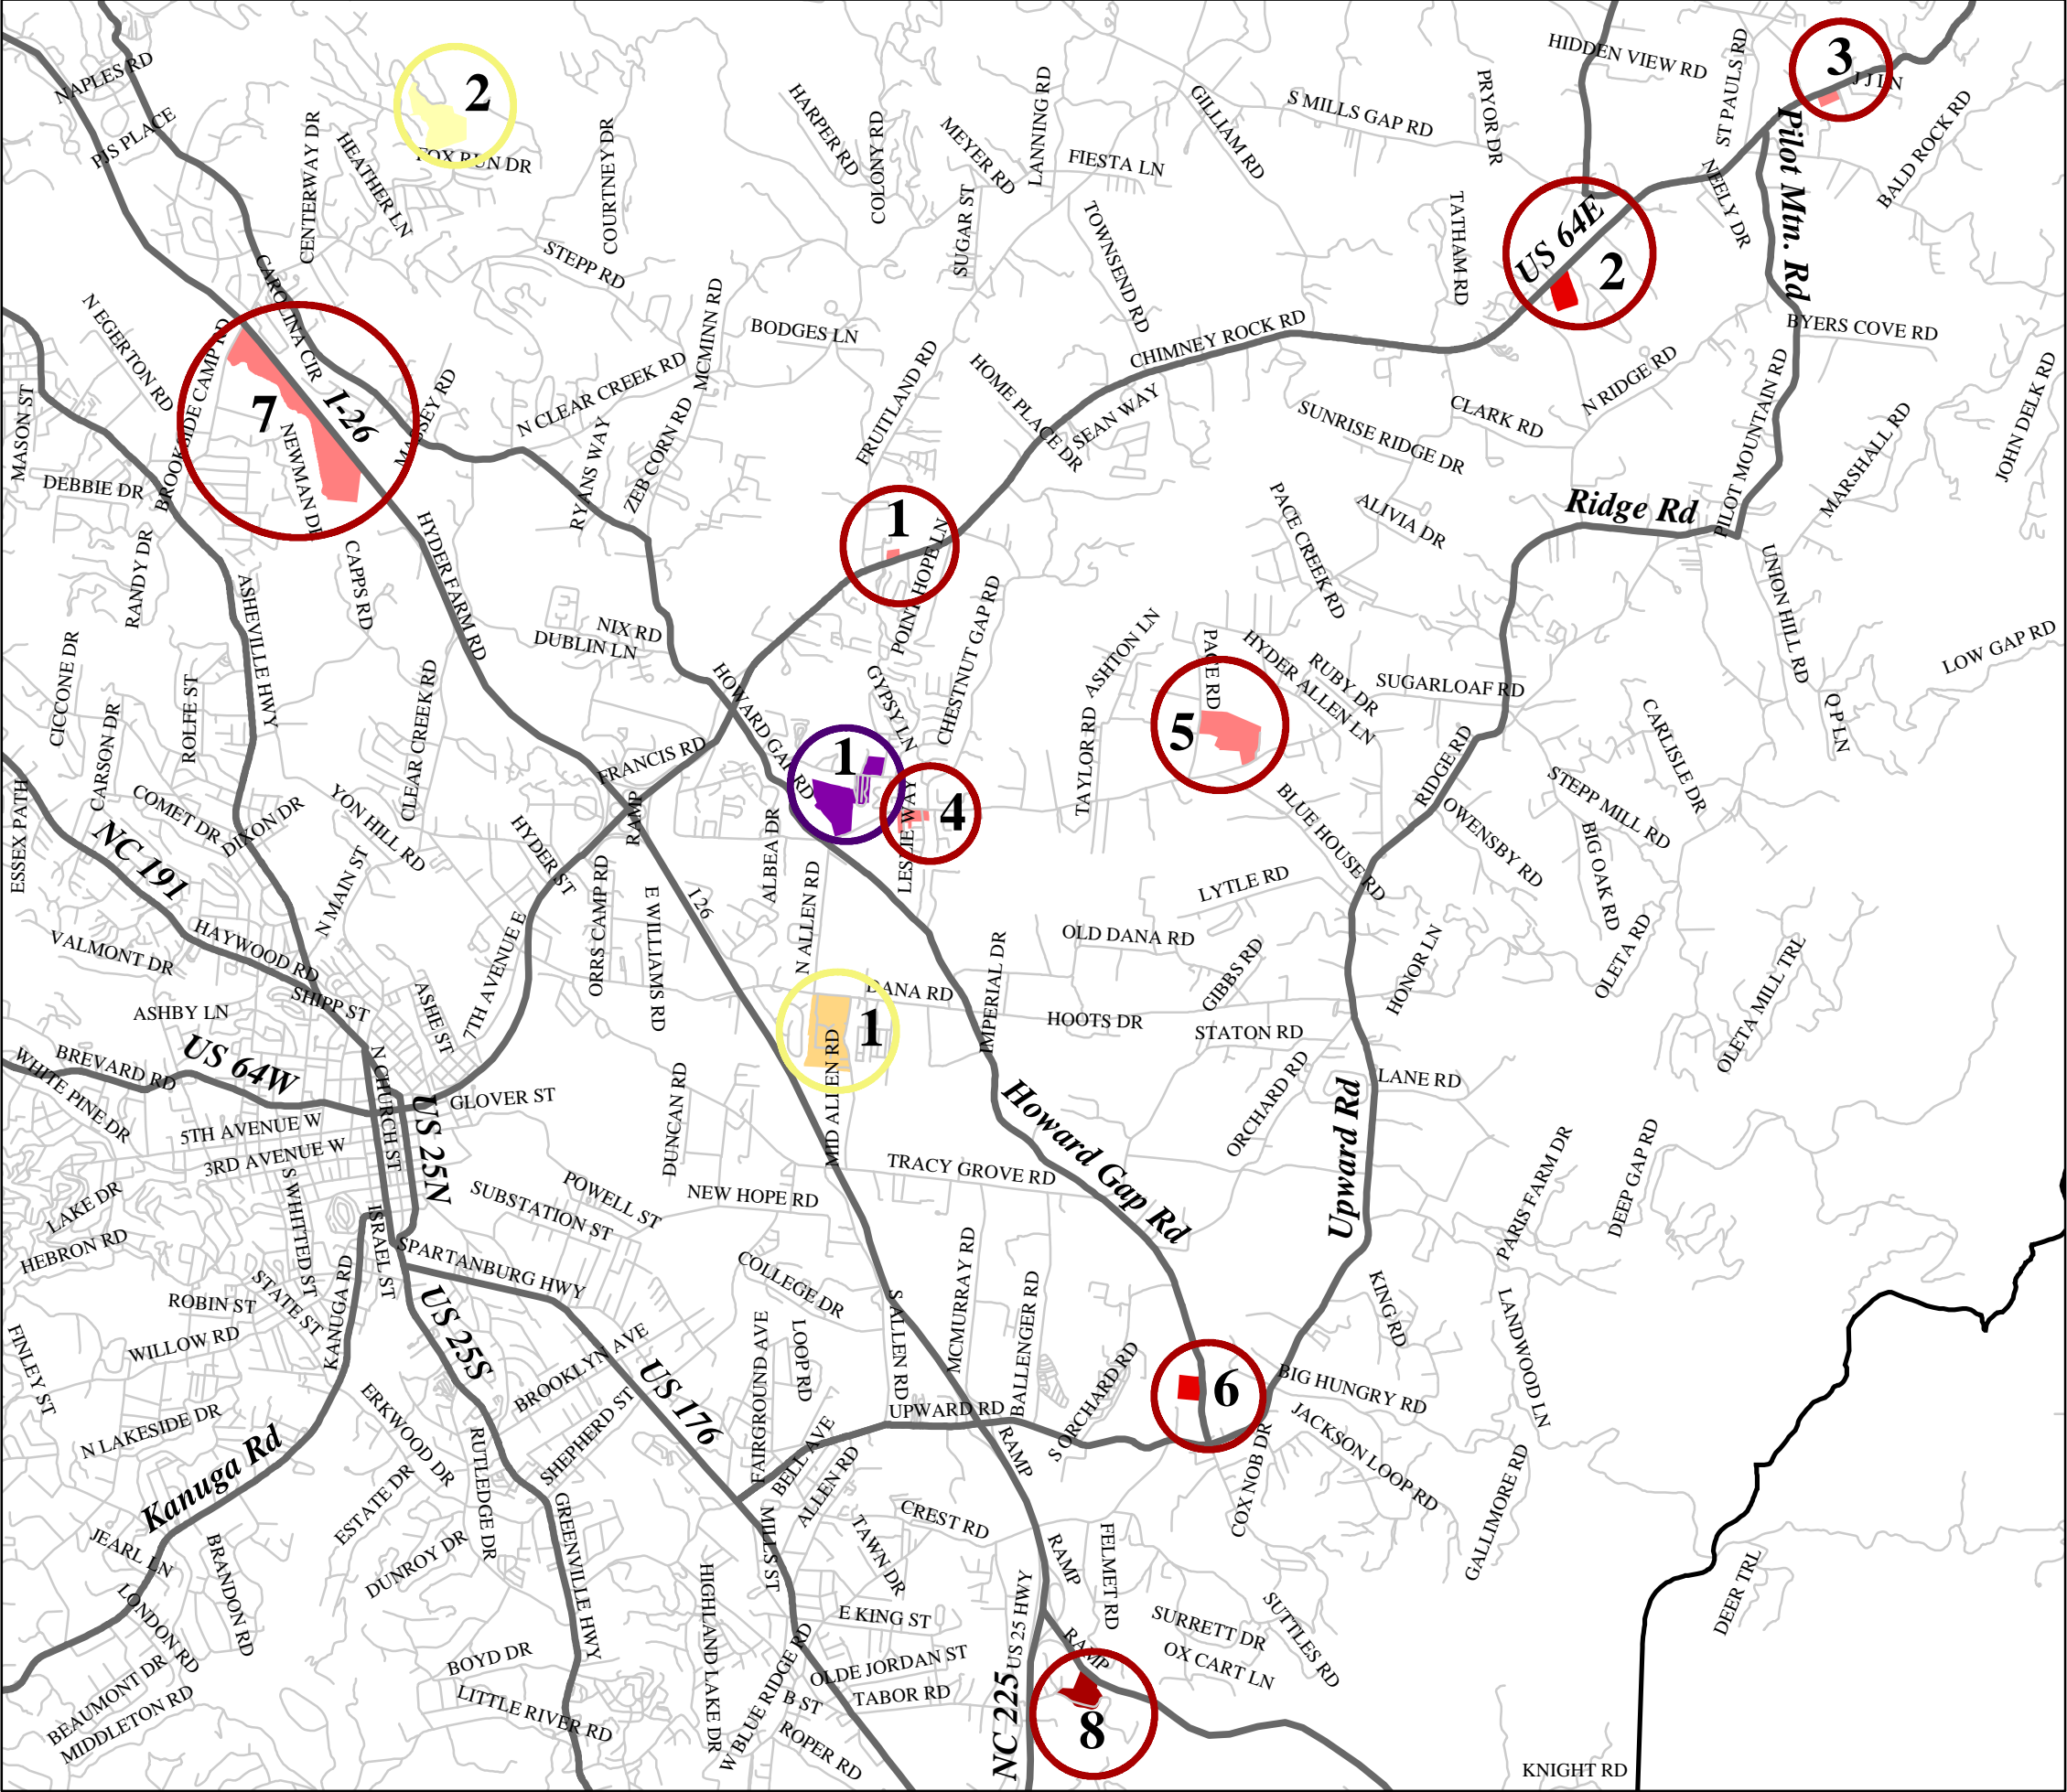 NAPLES RD
PJS PLACE
2
FOX RUN DR
CENTERWAY DR
HEATHER LN
COURTNEY DR
STEPP RD
HARPER RD
COLONY RD
MEYER RD
LANNING RD
FIESTA LN
SUGAR ST
TOWNSEND RD
GILLIAM RD
S MILLS GAP RD
PRYOR DR
HIDDEN VIEW RD
ST PAULS RD
3
J J LN
Pilot Mtn. Rd
BALD ROCK RD
NEELY DR
TATHAM RD
US 64E
2
BYERS COVE RD
N EGERTON RD
CAROLINA CIR
BROOKSIDE CAMP RD
7
I-26
MASSEY RD
NEWMAN DR
MASON ST
DEBBIE DR
N CLEAR CREEK RD
MCMINN RD
BODGES LN
RYANS WAY
ZEB CORN RD
FRUITLAND RD
HOME PLACE DR
SEAN WAY
CHIMNEY ROCK RD
SUNRISE RIDGE DR
CLARK RD
N RIDGE RD
PILOT MOUNTAIN RD
MARSHALL RD
JOHN DELK RD
Ridge Rd
1
POINT HOPE LN
PACE CREEK RD
ALIVIA DR
RANDY DR
ASHEVILLE HWY
CAPPS RD
HYDER FARM RD
NIX RD
DUBLIN LN
HOWARD GAP RD
GYPSY LN
CHESTNUT GAP RD
ASHTON LN
PACE RD
HYDER ALLEN LN
RUBY DR
SUGARLOAF RD
UNION HILL RD
LOW GAP RD
Q P LN
CICCONE DR
CARSON DR
ROLFE ST
CLEAR CREEK RD
FRANCIS RD
RAMP
1
4
LESLIE WAY
TAYLOR RD
5
BLUE HOUSE RD
RIDGE RD
OWENSBY RD
STEPP MILL RD
CARLISLE DR
BIG OAK RD
ESSEX PATH
COMET DR
DIXON DR
YON HILL RD
NC 191
HYDER ST
ORRS CAMP RD
E WILLIAMS RD
I 26
ALBEA DR
N ALLEN RD
LYTLE RD
OLD DANA RD
GIBBS RD
HONOR LN
OLETA RD
OLETA MILL TRL
VALMONT DR
HAYWOOD RD
N MAIN ST
SHIPP ST
ASHE ST
7TH AVENUE E
ASHBY LN
DANA RD
IMPERIAL DR
HOOTS DR
STATON RD
1
MID ALLEN RD
BREVARD RD
US 64W
WHITE PINE DR
GLOVER ST
5TH AVENUE W
3RD AVENUE W
N CHURCH ST
US 25N
DUNCAN RD
Howard Gap Rd
ORCHARD RD
Upward Rd
LANE RD
PARIS FARM DR
DEEP GAP RD
LAKE DR
HEBRON RD
S WHITTED ST
ISRAEL ST
SUBSTATION ST
POWELL ST
NEW HOPE RD
TRACY GROVE RD
SPARTANBURG HWY
ROBIN ST
STATE ST
KANUGA RD
WILLOW RD
FINLEY ST
US 25S
COLLEGE DR
S ALLEN RD
MCMURRAY RD
BALLENGER RD
KING RD
LANDWOOD LN
BROOKLYN AVE
US 176
FAIRGROUND AVE
LOOP RD
UPWARD RD
S ORCHARD RD
6
BIG HUNGRY RD
JACKSON LOOP RD
COX NOB DR
GALLIMORE RD
N LAKESIDE DR
Kanuga Rd
ERKWOOD DR
SHEPHERD ST
RUTLEDGE DR
BELL AVE
ALLEN RD
RAMP
JEARL LN
BRANDON RD
ESTATE DR
DUNROY DR
GREENVILLE HWY
MILLS ST
TAWN DR
CREST RD
RAMP
FELMET RD
LONDON RD
HIGHLAND LAKE DR
E KING ST
US 25 HWY
SURRETT DR
SUTTLES RD
OX CART LN
DEER TRL
BEAUMONT DR
MIDDLETON RD
BOYD DR
LITTLE RIVER RD
W BLUE RIDGE RD
OLDE JORDAN ST
B ST
TABOR RD
ROPER RD
NC 225
RAMP
8
KNIGHT RD